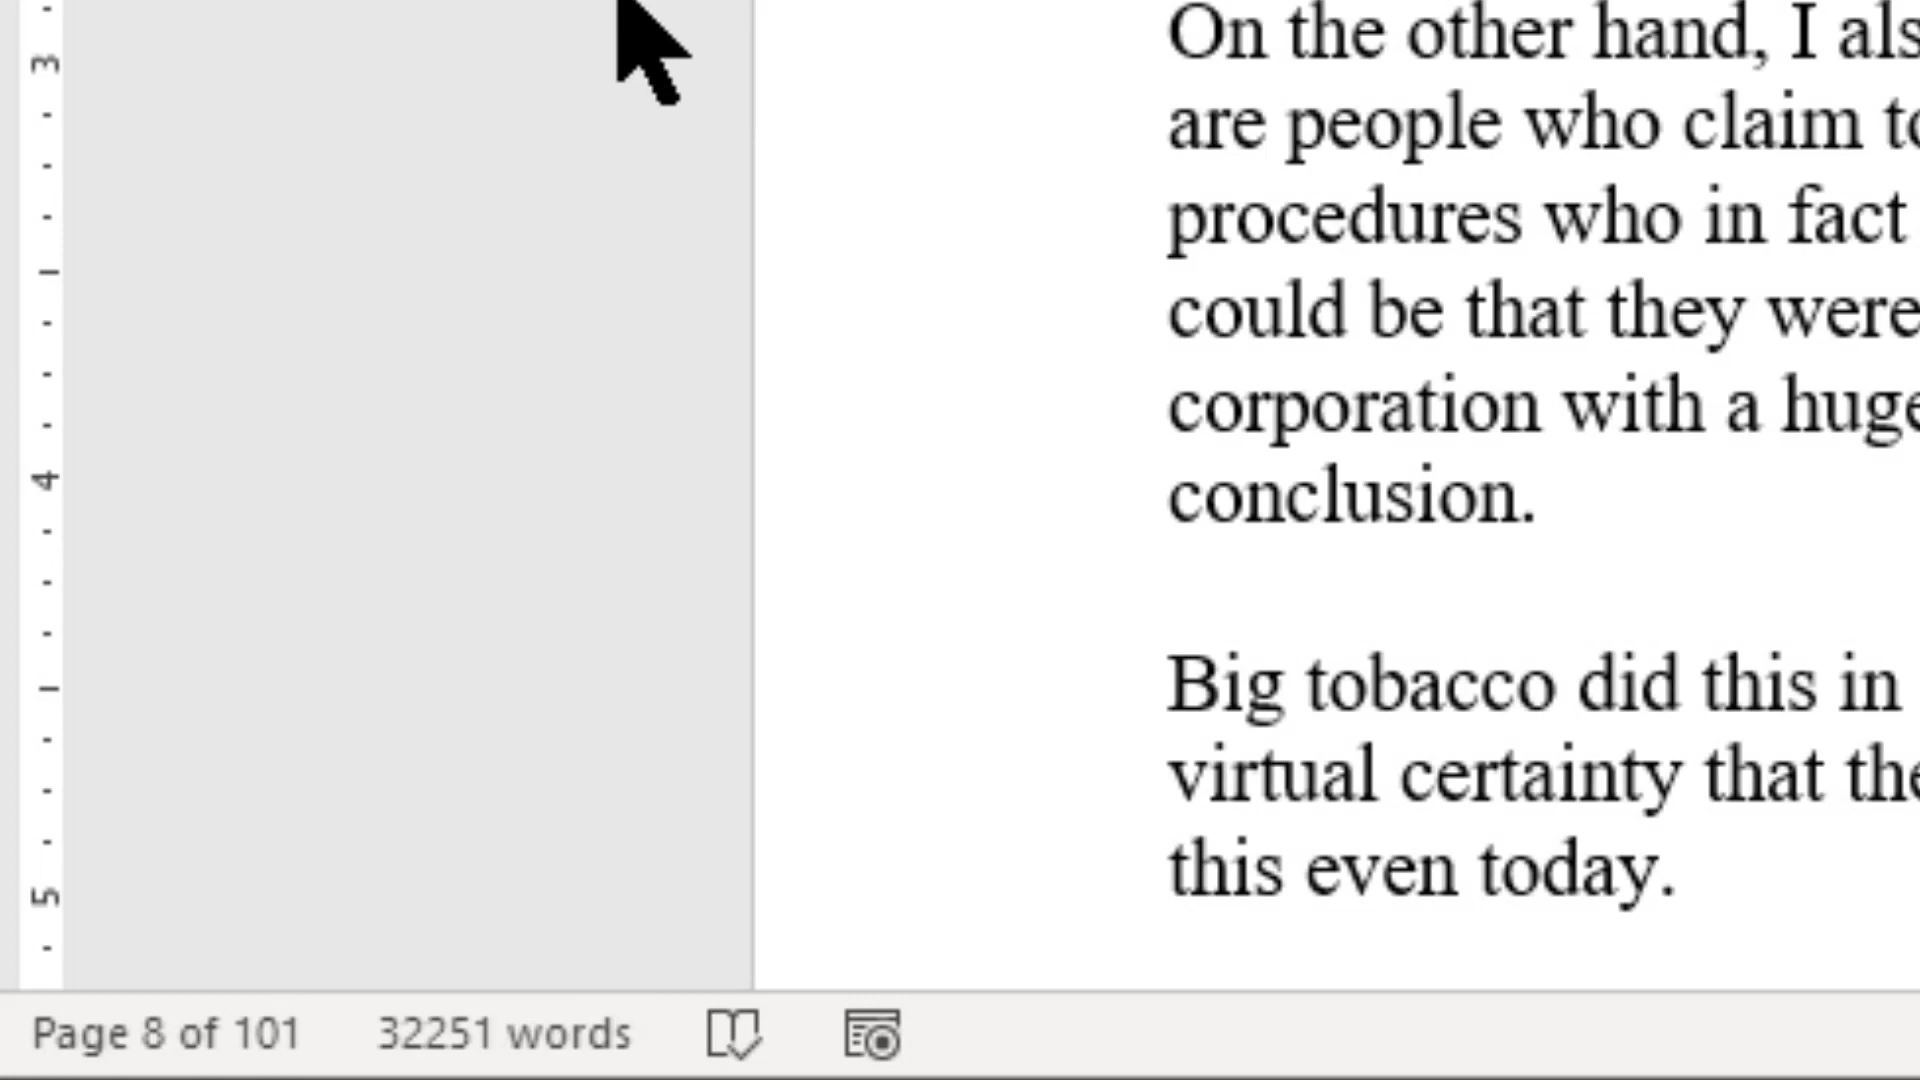 On the other hand, I als
are people who claim to
procedures who in fact
could be that they were
corporation with a huge
conclusion.
Big tobacco did this in
virtual certainty that the
this even today.
3
4
5
Page 8 of 101 32251 words